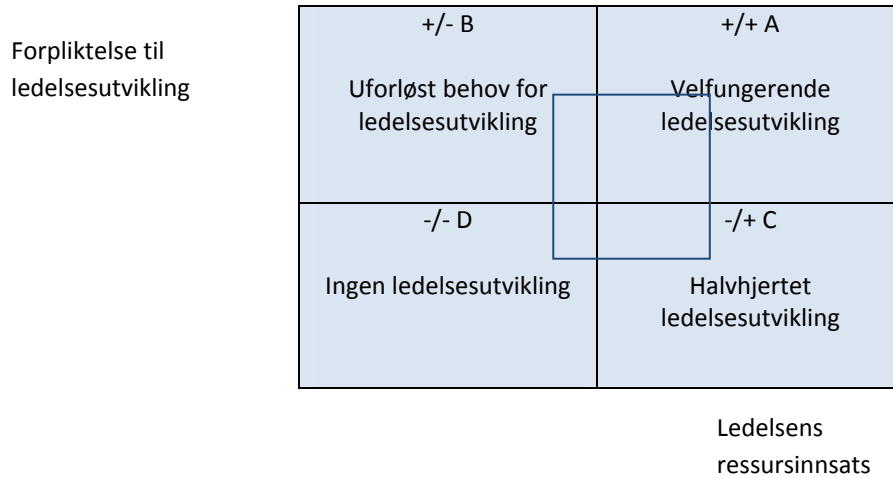 Forpliktelse til
ledelsesutvikling
+/- B
Uforløst behov for
ledelsesutvikling
+/+ A
Velfungerende
ledelsesutvikling
-/- D
Ingen ledelsesutvikling
-/+ C
Halvhjertet
ledelsesutvikling
Ledelsens
ressursinnsats